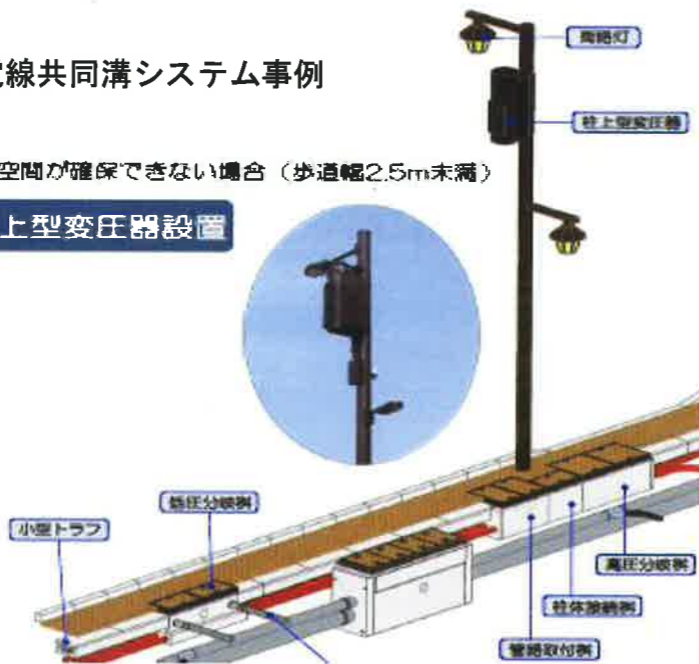 線共同溝システム事例
空間が確保できない場合（歩道幅2.5m未満）
上型変圧器設置
街路灯
柱上型変圧器
低圧分岐桝
小型トラフ
高圧分岐桝
柱体接続桝
管路取付桝